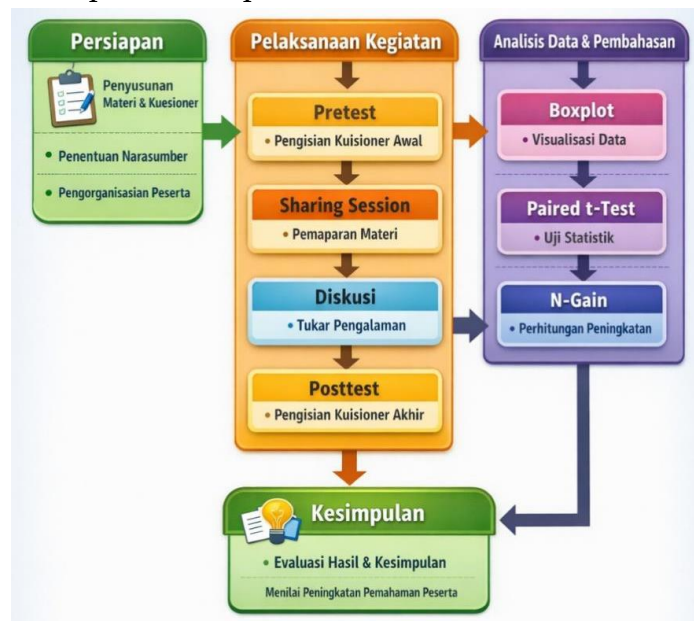 Persiapan
Penyusunan
Materi & Kuesioner
• Penentuan Narasumber
• Pengorganisasian Peserta
Pelaksanaan Kegiatan
Pretest
• Pengisian Kuisioner Awal
Sharing Session
• Pemaparan Materi
Diskusi
• Tukar Pengalaman
Posttest
• Pengisian Kuisioner Akhir
Analisis Data & Pembahasan
Boxplot
• Visualisasi Data
Paired t-Test
• Uji Statistik
N-Gain
• Perhitungan Peningkatan
Kesimpulan
• Evaluasi Hasil & Kesimpulan
Menilai Peningkatan Pemahaman Peserta